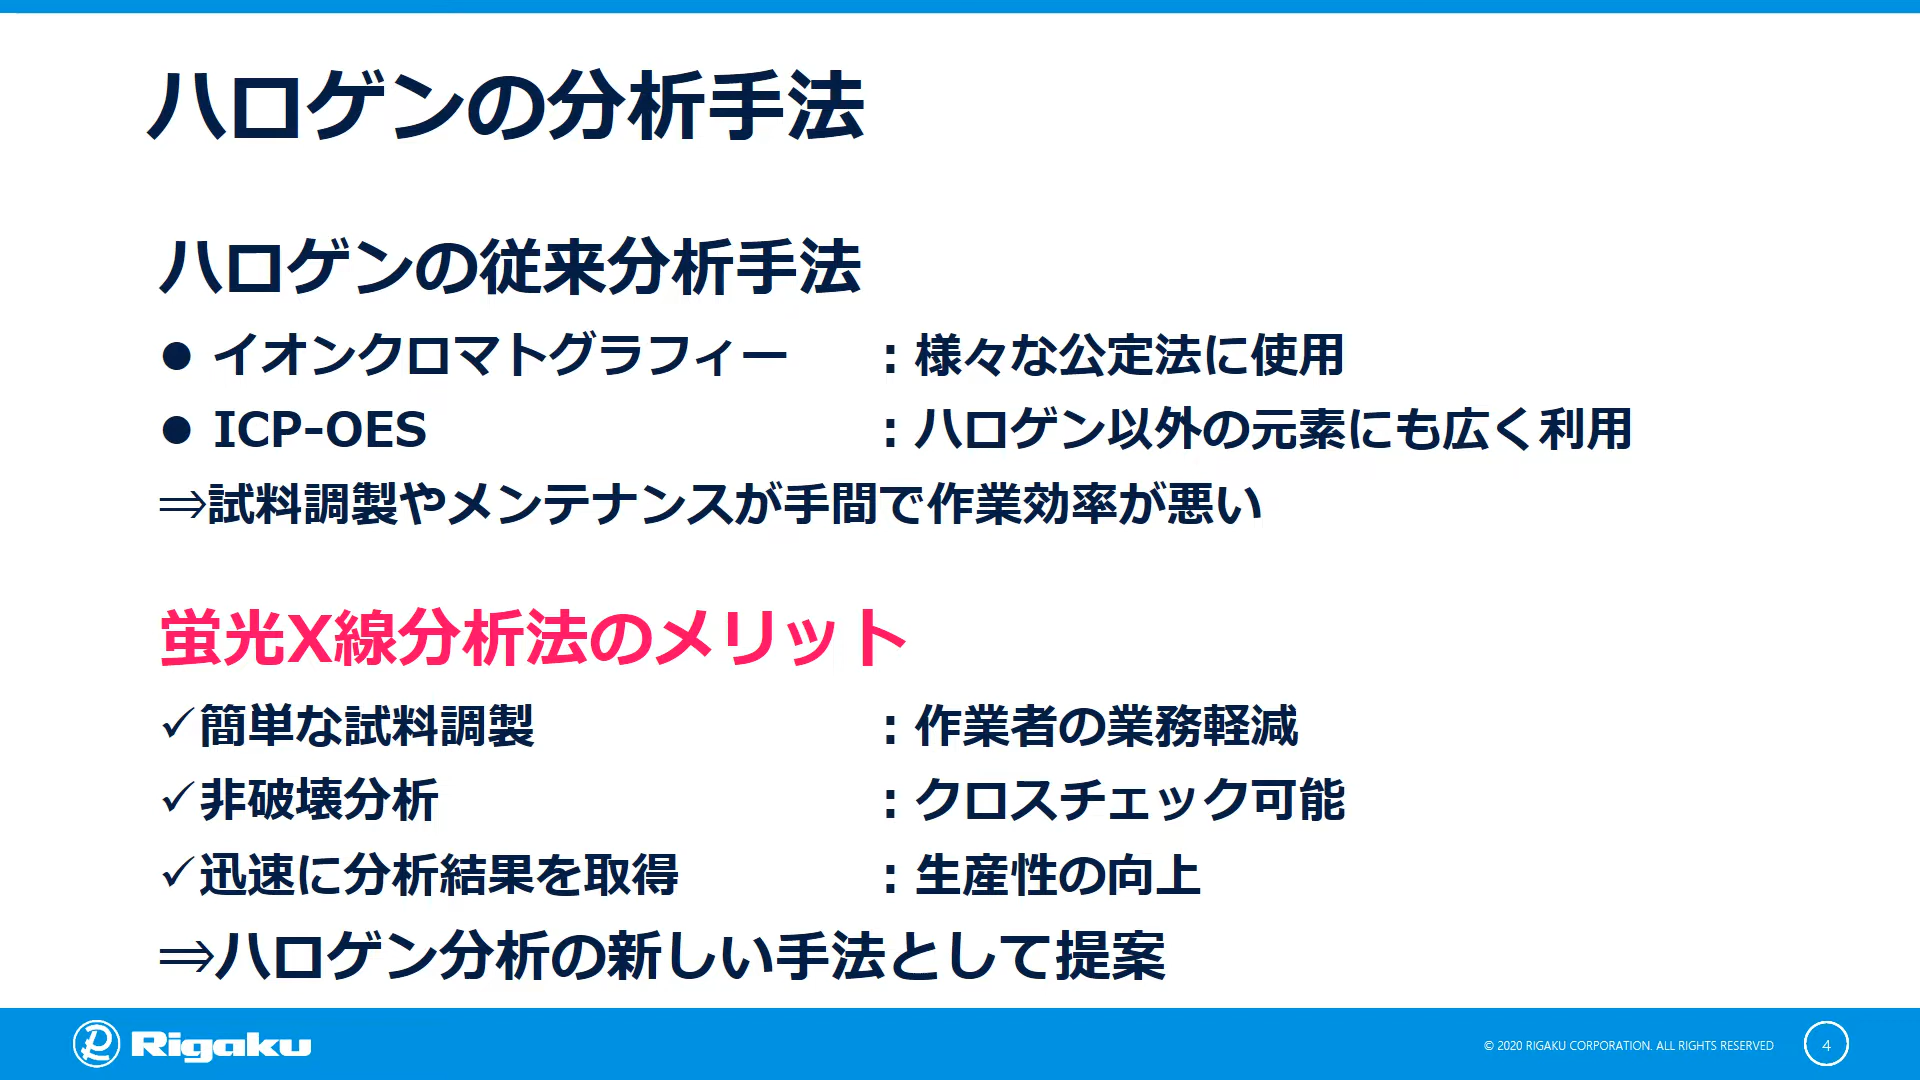 ハロゲンの分析手法
ハロゲンの従来分析手法
● イオンクロマトグラフィー ：様々な公定法に使用
● ICP-OES ：ハロゲン以外の元素にも広く利用
⇒試料調製やメンテナンスが手間で作業効率が悪い
蛍光X線分析法のメリット
✓簡単な試料調製 ：作業者の業務軽減
✓非破壊分析 ：クロスチェック可能
✓迅速に分析結果を取得 ：生産性の向上
⇒ハロゲン分析の新しい手法として提案
Rigaku
© 2020 RIGAKU CORPORATION. ALL RIGHTS RESERVED 4